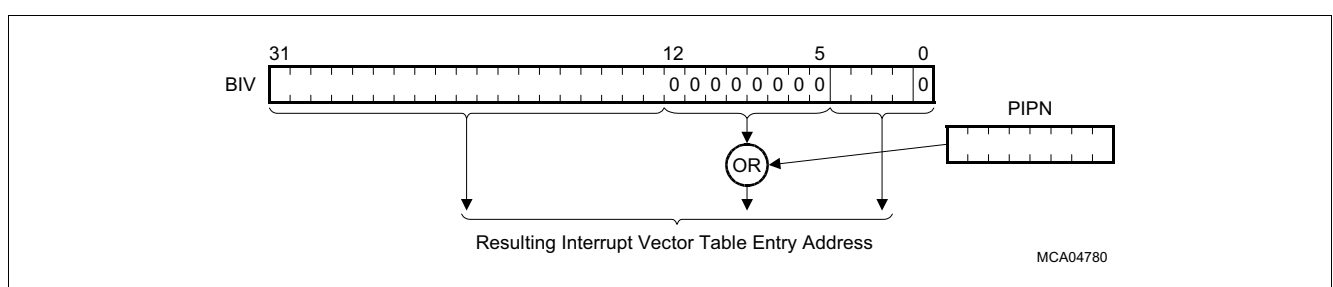 31 12 5 0
BIV 0 0 0 0 0 0 0 0 0
PIPN
OR
Resulting Interrupt Vector Table Entry Address
MCA04780